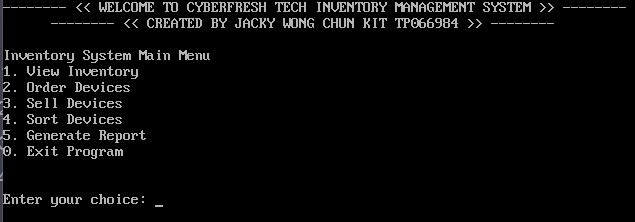 -------- << WELCOME TO CYBERFRESH TECH INVENTORY MANAGEMENT SYSTEM >> --------
-------- << CREATED BY JACKY WONG CHUN KIT TP066984 >> --------
Inventory System Main Menu
1. View Inventory
2. Order Devices
3. Sell Devices
4. Sort Devices
5. Generate Report
0. Exit Program
Enter your choice: _